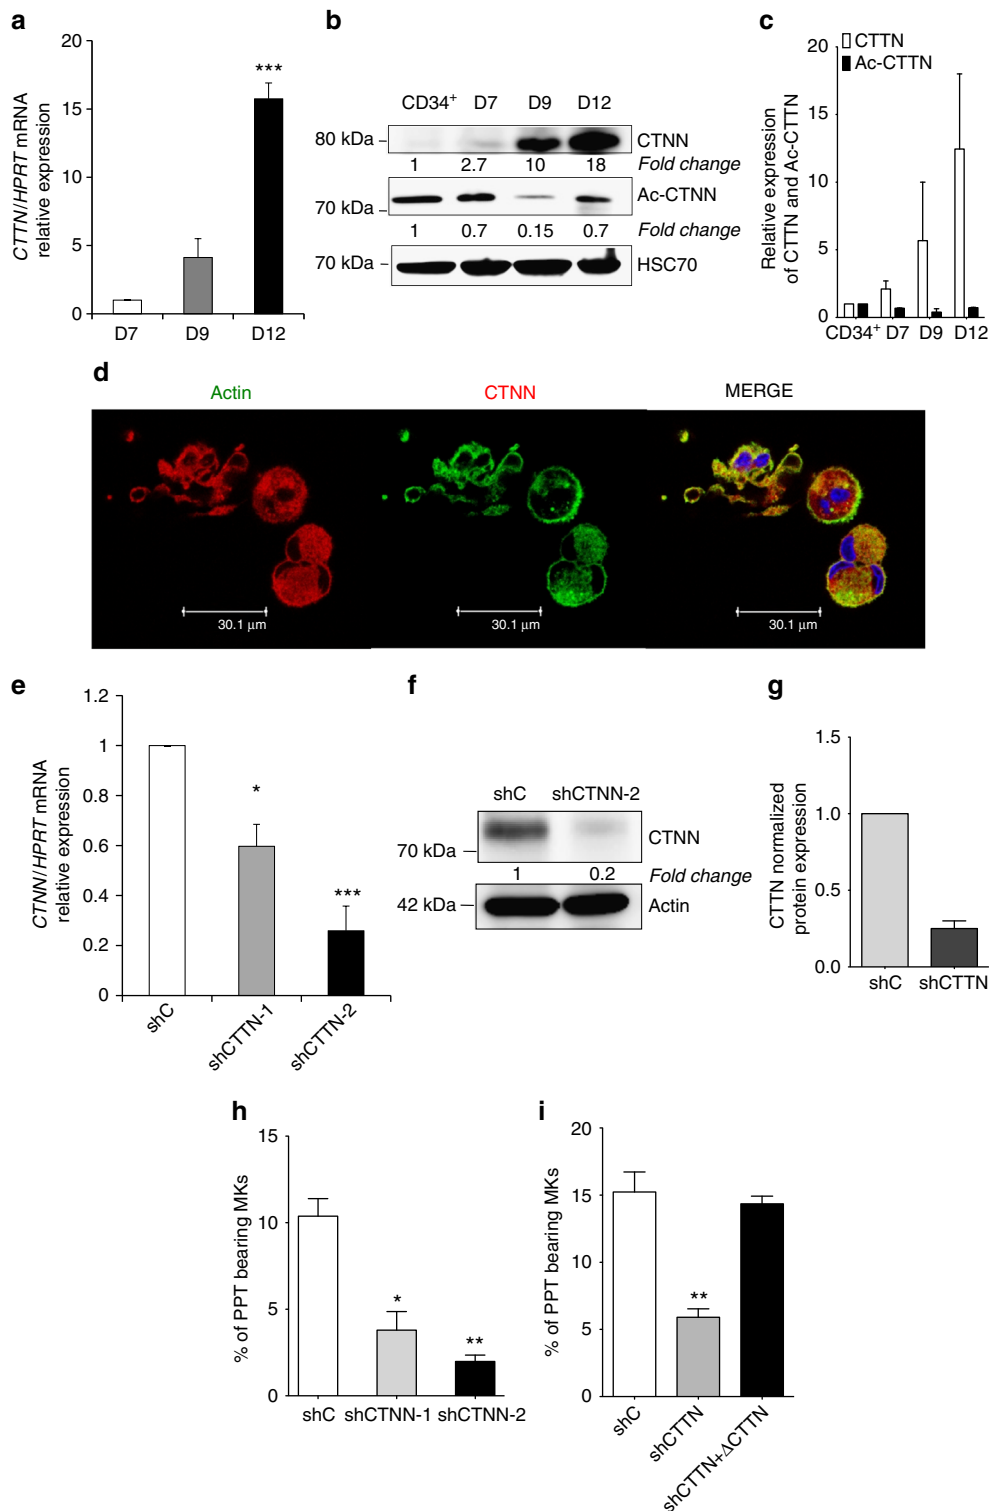 a
CTTN/HPRT mRNA
relative expression
20
15
10
5
0
***
D7 D9 D12
b
CD34+ D7 D9 D12
80 kDa
CTNN
1 2.7 10 18 Fold change
70 kDa
Ac-CTNN
1 0.7 0.15 0.7 Fold change
70 kDa
HSC70
c
CTTN
Ac-CTTN
Relative expression
of CTTN and Ac-CTTN
20
15
10
5
0
CD34+ D7 D9 D12
d
Actin CTNN MERGE
30.1 µm 30.1 µm 30.1 µm
e
CTNN/HPRT mRNA
relative expression
1.2
1
0.8
0.6
0.4
0.2
0
*
***
shC
shCTTN-1
shCTTN-2
f
shC shCTNN-2
70 kDa
CTNN
1 0.2 Fold change
42 kDa
Actin
g
CTTN normalized
protein expression
1.5
1.0
0.5
0.0
shC shCTTN
h
% of PPT bearing MKs
15
10
5
0
*
**
shC shCTNN-1 shCTNN-2
i
% of PPT bearing MKs
20
15
10
5
0
**
shC
shCTTN
shCTTN+ΔCTTN